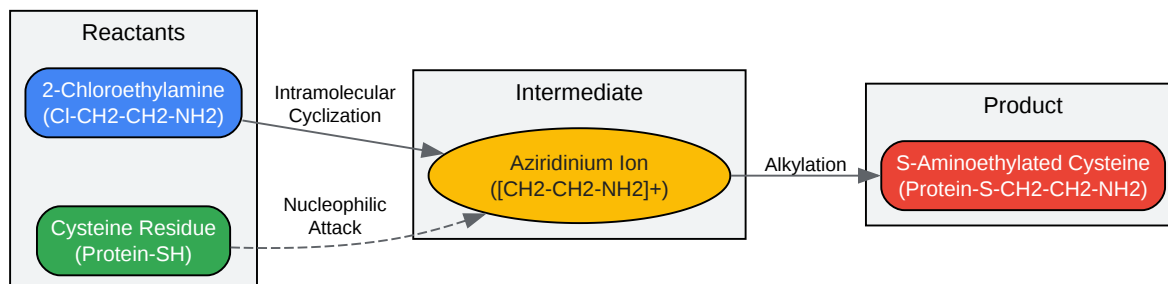 Reactants
2-Chloroethylamine
(Cl-CH2-CH2-NH2)
Cysteine Residue
(Protein-SH)
Intramolecular
Cyclization
Nucleophilic
Attack
Intermediate
Aziridinium Ion
([CH2-CH2-NH2]+)
Alkylation
Product
S-Aminoethylated Cysteine
(Protein-S-CH2-CH2-NH2)